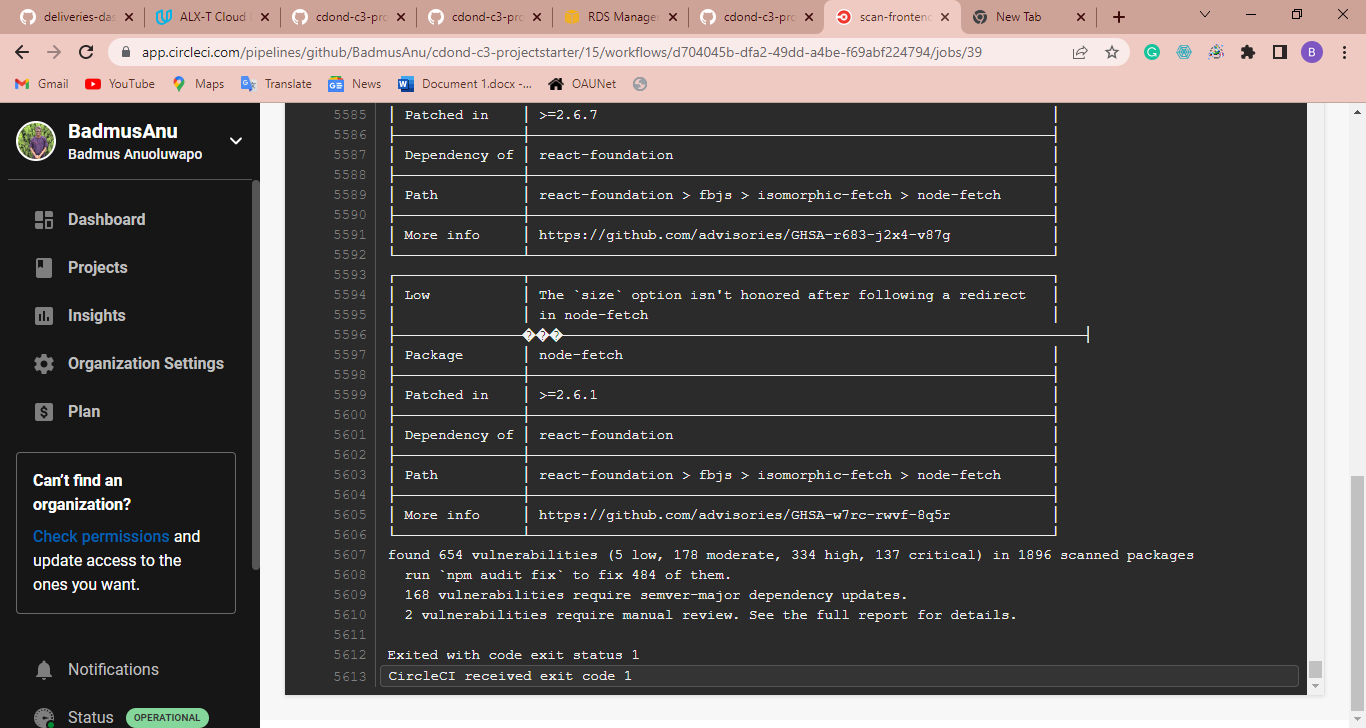 deliveries-das
ALX-T Cloud
cdond-c3-pro
cdond-c3-pro
RDS Manage
cdond-c3-pro
scan-frontend
New Tab
app.circleci.com/pipelines/github/BadmusAnu/cdond-c3-projectstarter/15/workflows/d704045b-dfa2-49dd-a4be-f69abf224794/jobs/39
B
Gmail
YouTube
Maps
Translate
News
Document 1.docx -...
OAUNet
BadmusAnu
Badmus Anuoluwapo
Dashboard
Projects
Insights
Organization Settings
Plan
Can't find an
organization?
Check permissions and
update access to the
ones you want.
Notifications
Status OPERATIONAL
5585 Patched in >=2.6.7
5586
5587 Dependency of react-foundation
5588
5589 Path react-foundation > fbjs > isomorphic-fetch > node-fetch
5590
5591 More info https://github.com/advisories/GHSA-r683-j2x4-v87g
5592
5593
5594 Low The `size` option isn't honored after following a redirect
5595 in node-fetch
5596 ���
5597 Package node-fetch
5598
5599 Patched in >=2.6.1
5600
5601 Dependency of react-foundation
5602
5603 Path react-foundation > fbjs > isomorphic-fetch > node-fetch
5604
5605 More info https://github.com/advisories/GHSA-w7rc-rwvf-8q5r
5606
5607 found 654 vulnerabilities (5 low, 178 moderate, 334 high, 137 critical) in 1896 scanned packages
5608 run `npm audit fix` to fix 484 of them.
5609 168 vulnerabilities require semver-major dependency updates.
5610 2 vulnerabilities require manual review. See the full report for details.
5611
5612 Exited with code exit status 1
5613 CircleCI received exit code 1